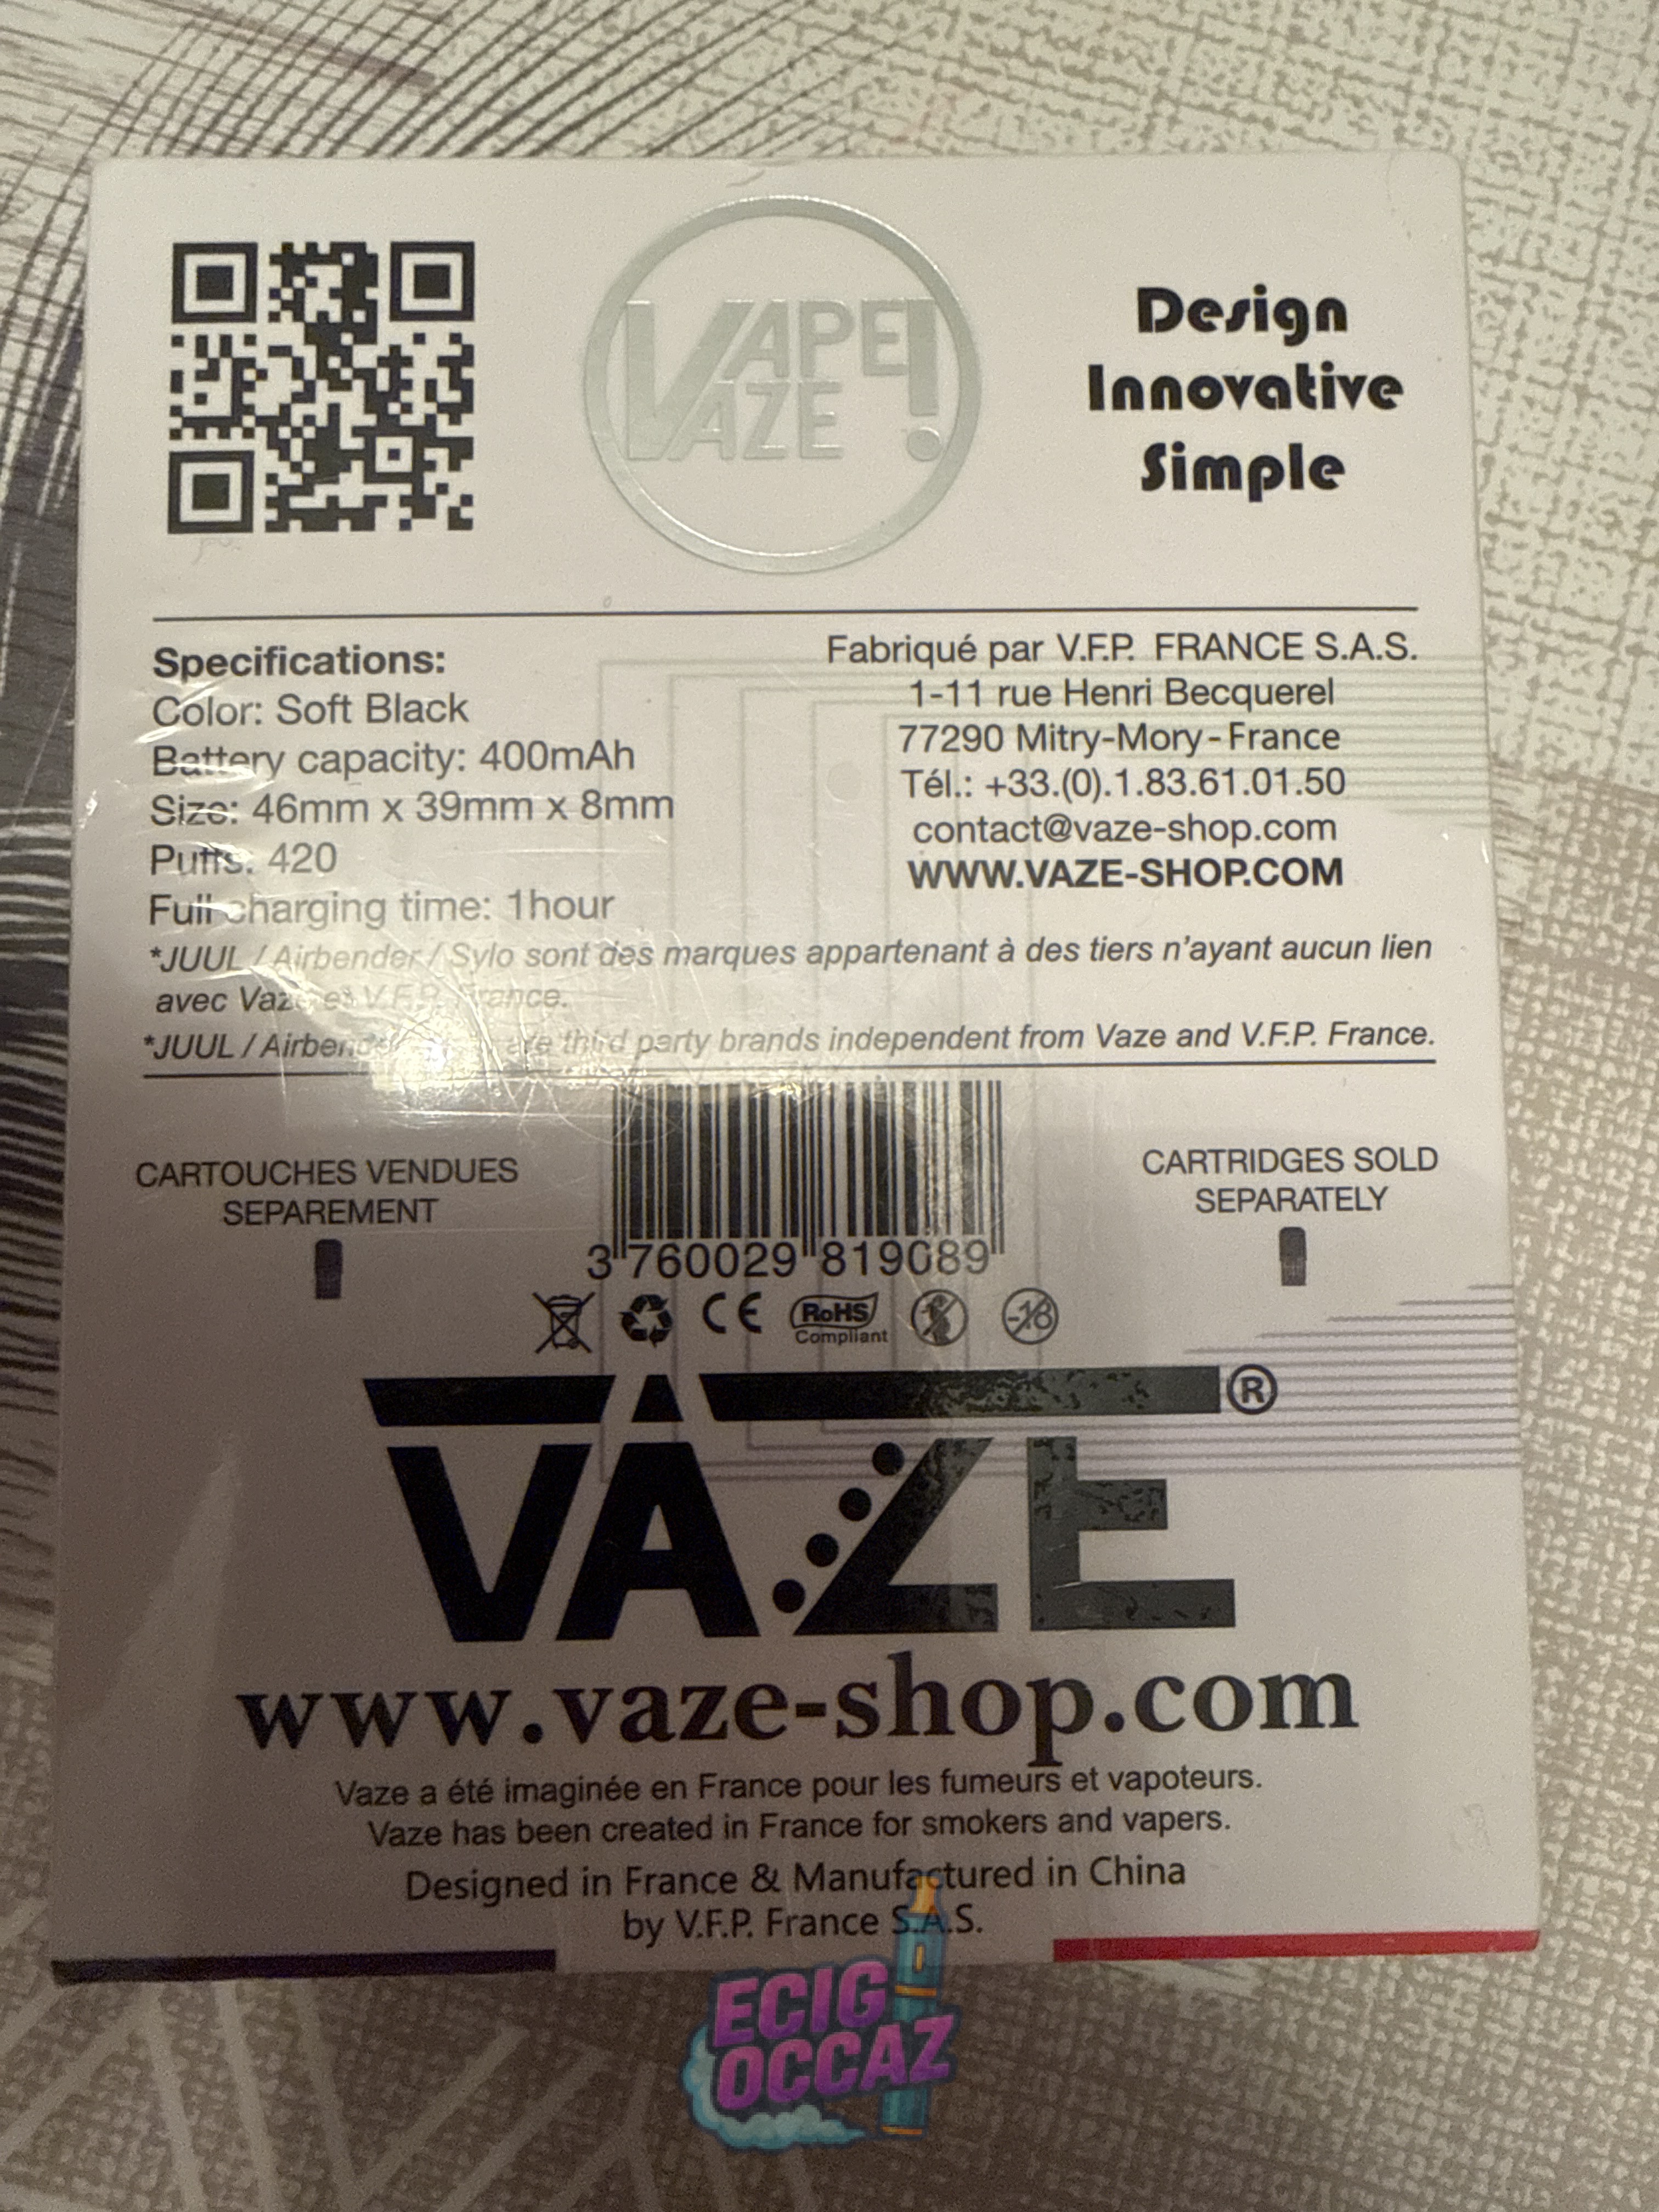 VAPE!
VAZE
Design
Innovative
Simple
Specifications:
Color: Soft Black
Battery capacity: 400mAh
Size: 46mm x 39mm x 8mm
Puffs: 420
Full charging time: 1hour
Fabriqué par V.F.P. FRANCE S.A.S.
1-11 rue Henri Becquerel
77290 Mitry-Mory-France
Tél.: +33.(0).1.83.61.01.50
contact@vaze-shop.com
WWW.VAZE-SHOP.COM
*JUUL / Airbender / Sylo sont des marques appartenant à des tiers n'ayant aucun lien
avec Vaze et V.F.P. France.
*JUUL / Airbender are third party brands independent from Vaze and V.F.P. France.
CARTOUCHES VENDUES
SEPAREMENT
CARTRIDGES SOLD
SEPARATELY
3 760029 819089
CE
RoHS
Compliant
-18
VAZE®
www.vaze-shop.com
Vaze a été imaginée en France pour les fumeurs et vapoteurs.
Vaze has been created in France for smokers and vapers.
Designed in France & Manufactured in China
by V.F.P. France S.A.S.
ECIG
OCCAZ